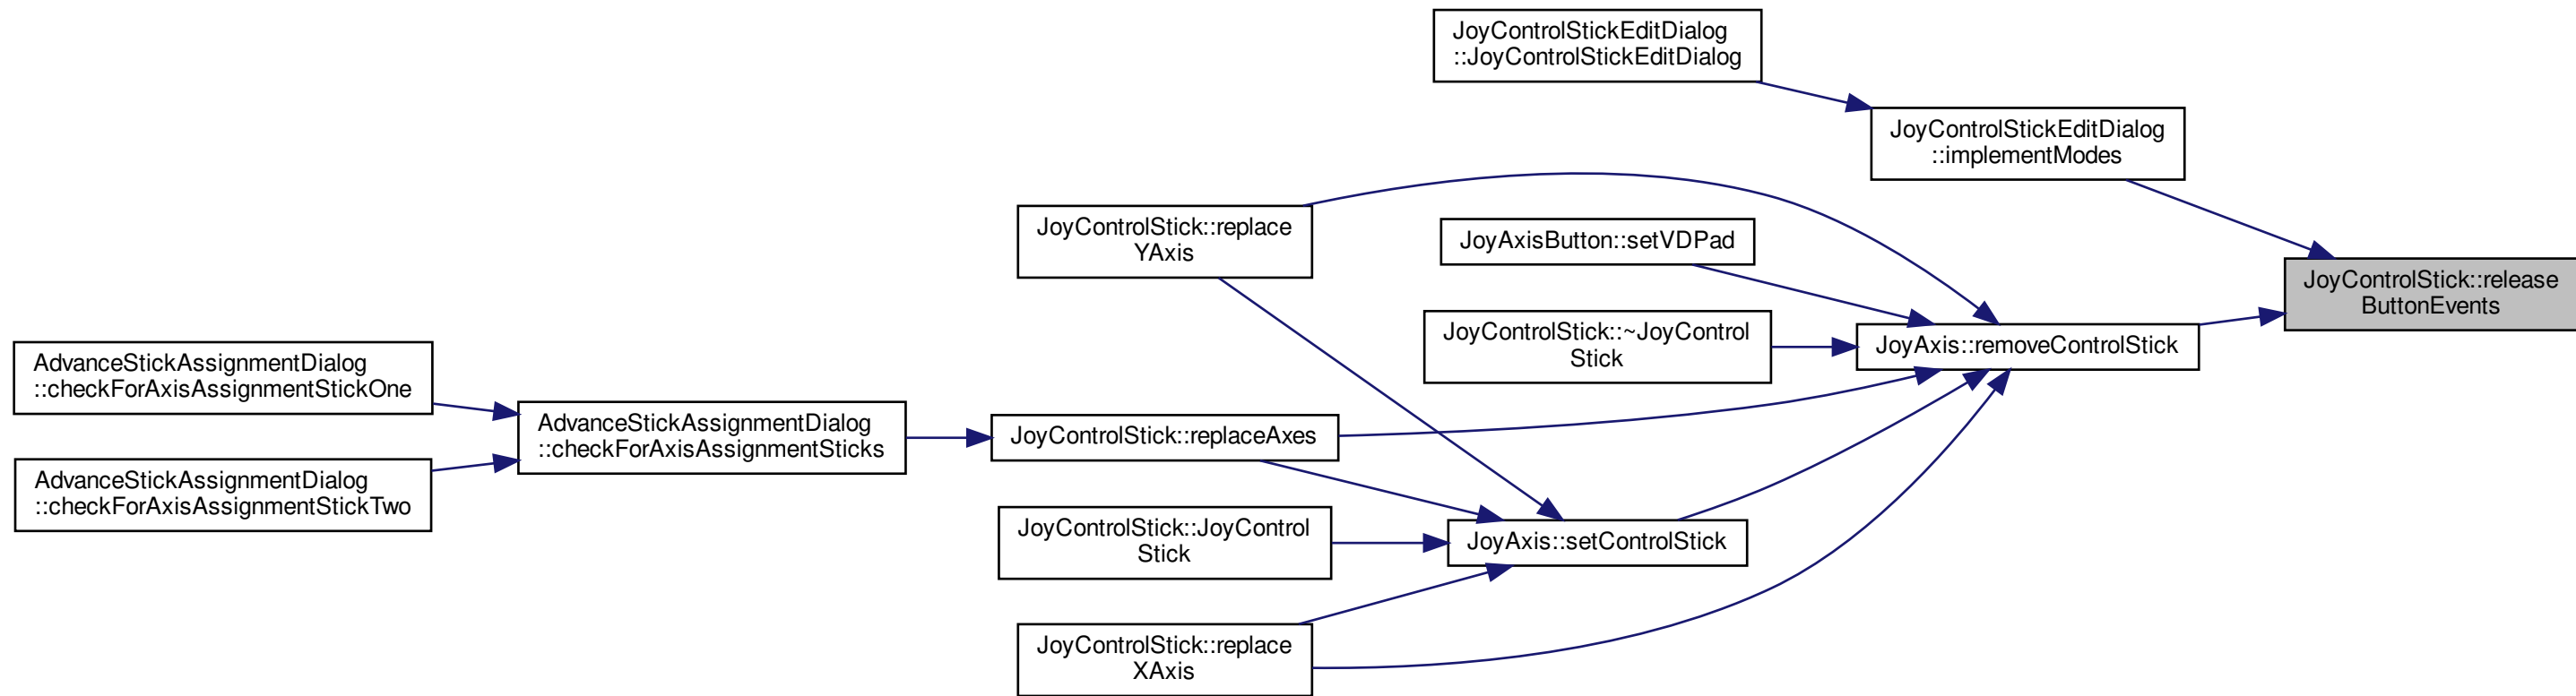 JoyControlStickEditDialog
::JoyControlStickEditDialog
JoyControlStickEditDialog
::implementModes
JoyControlStick::replace
YAxis
JoyAxisButton::setVDPad
JoyControlStick::release
ButtonEvents
JoyControlStick::~JoyControl
Stick
JoyAxis::removeControlStick
AdvanceStickAssignmentDialog
::checkForAxisAssignmentStickOne
AdvanceStickAssignmentDialog
::checkForAxisAssignmentSticks
JoyControlStick::replaceAxes
AdvanceStickAssignmentDialog
::checkForAxisAssignmentStickTwo
JoyControlStick::JoyControl
Stick
JoyAxis::setControlStick
JoyControlStick::replace
XAxis